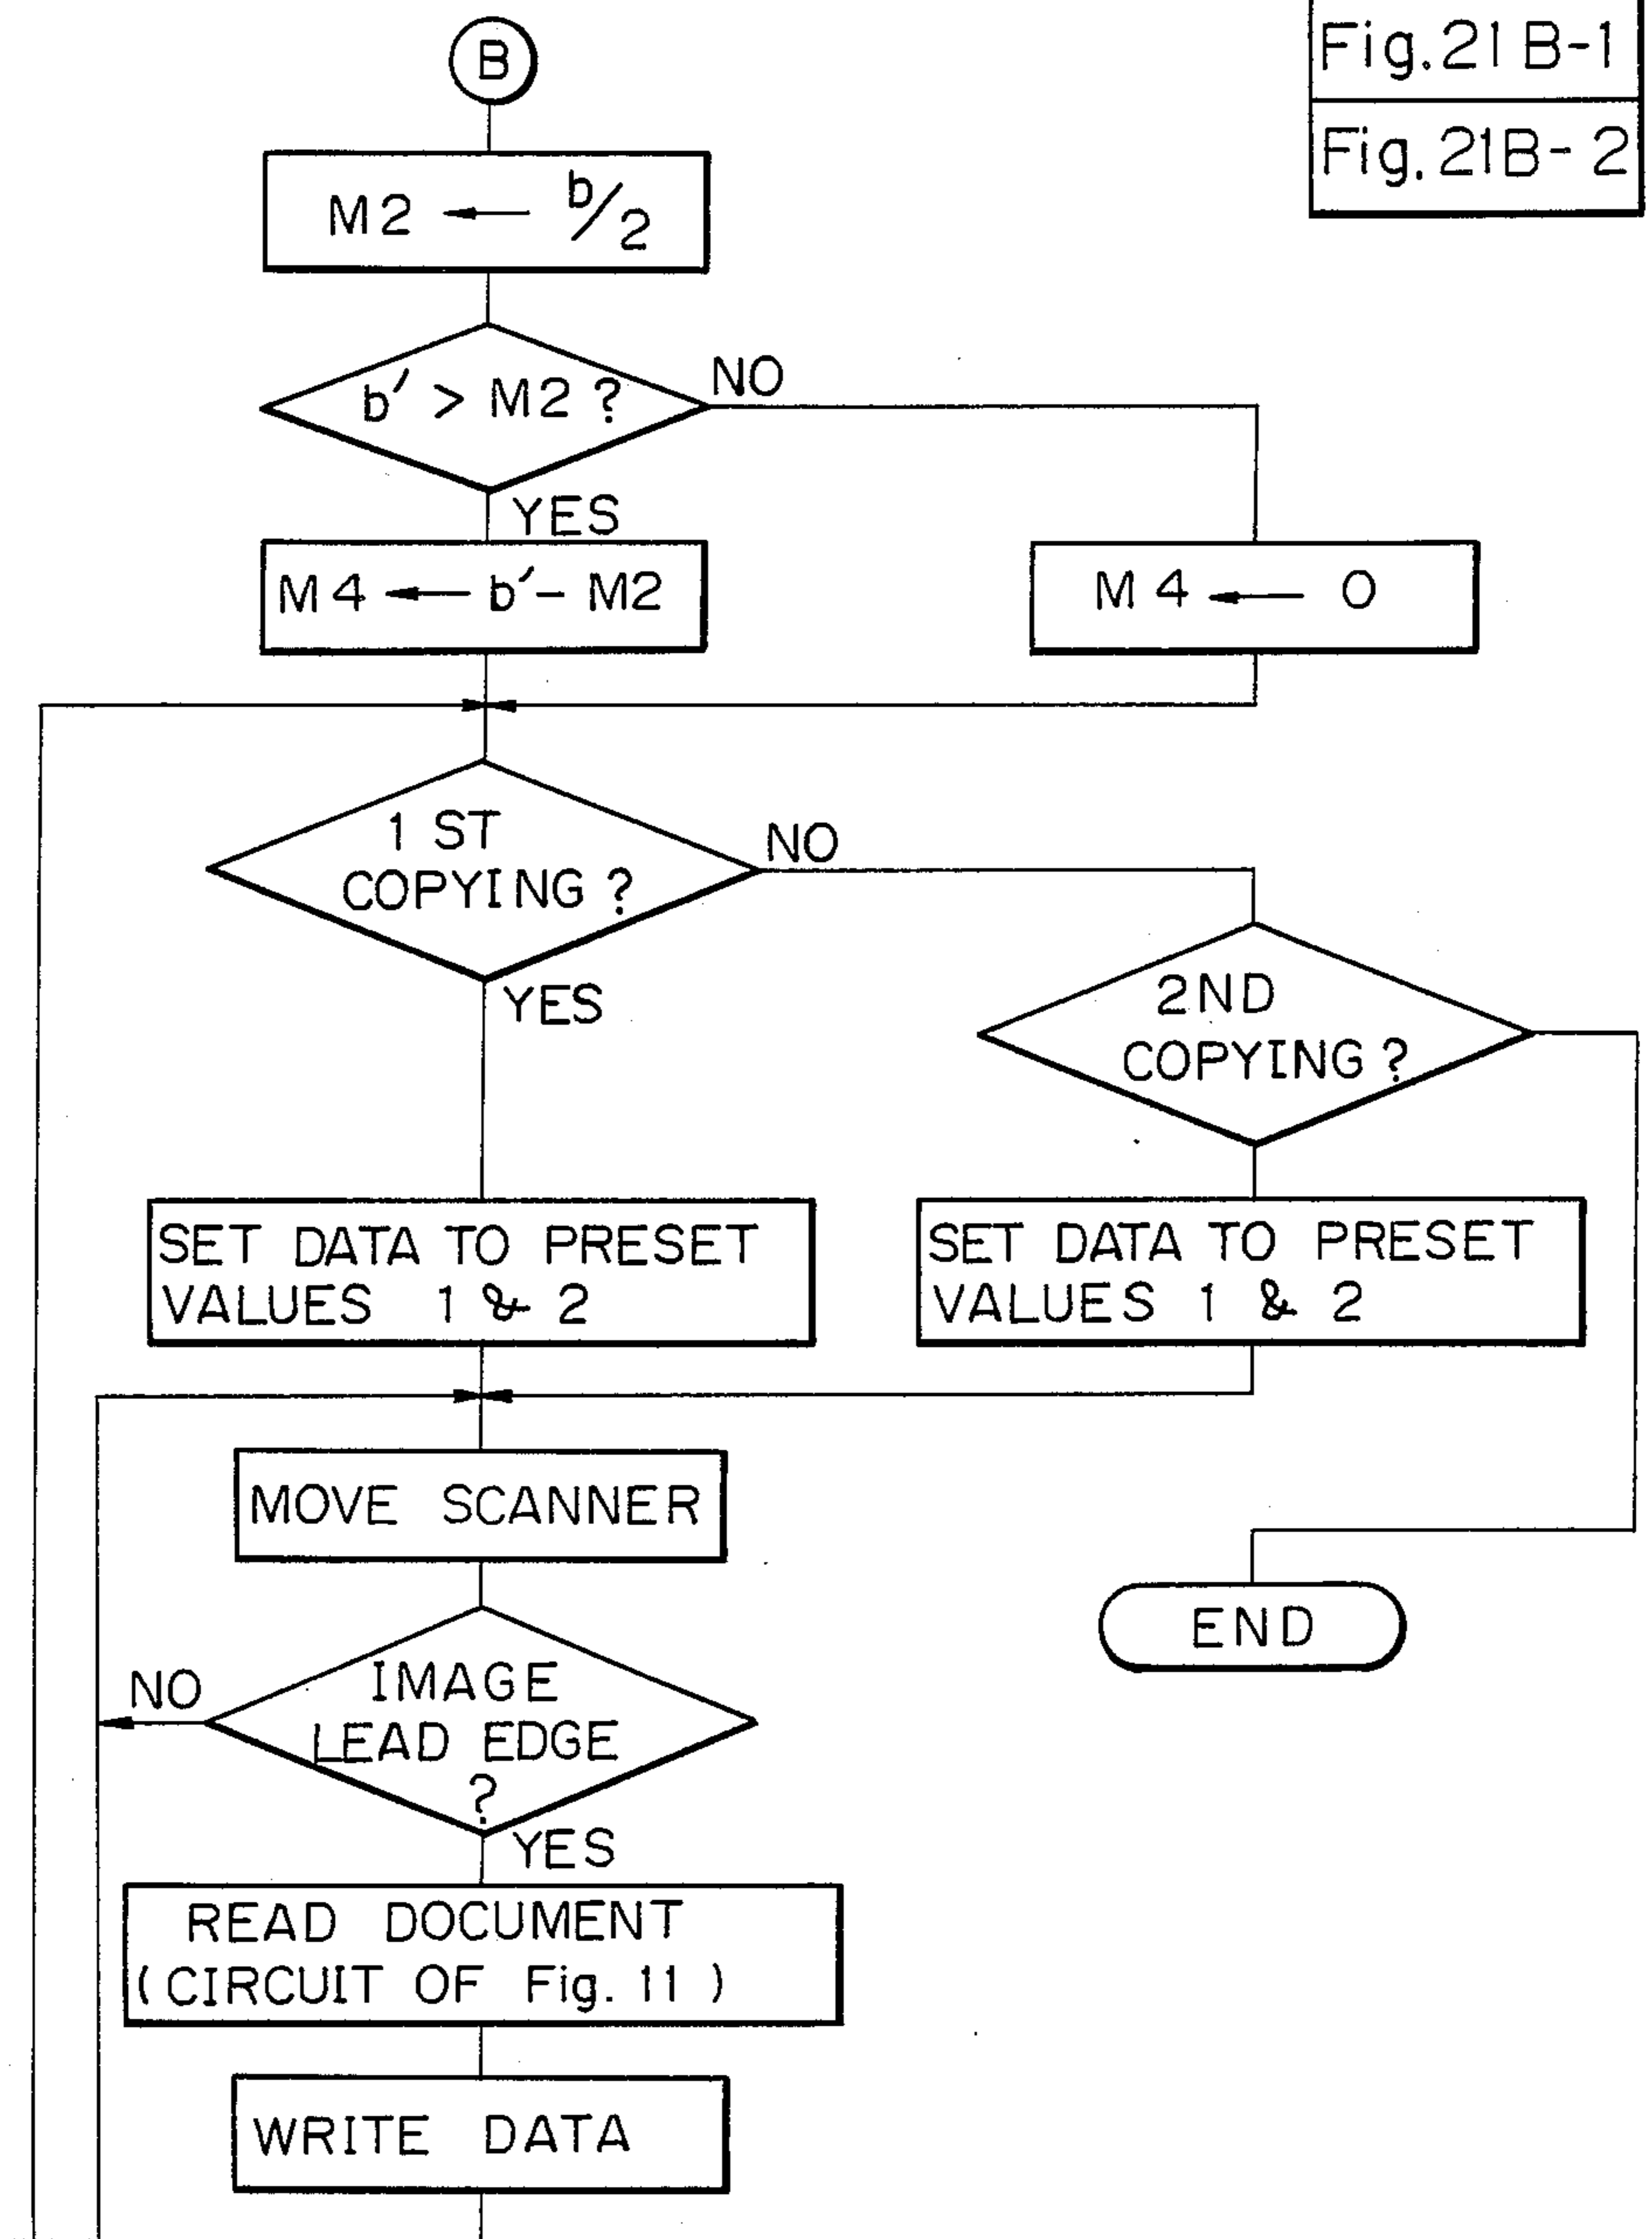 Fig. 21 B-1
Fig. 21B- 2
B
M2 ← b/2
b′ > M2 ?
NO
YES
M4 ← b′- M2
M 4 ← 0
1 ST
COPYING ?
NO
YES
2ND
COPYING ?
SET DATA TO PRESET
VALUES 1 & 2
SET DATA TO PRESET
VALUES 1 & 2
MOVE SCANNER
END
NO
IMAGE
LEAD EDGE
?
YES
READ DOCUMENT
( CIRCUIT OF Fig. 11 )
WRITE DATA